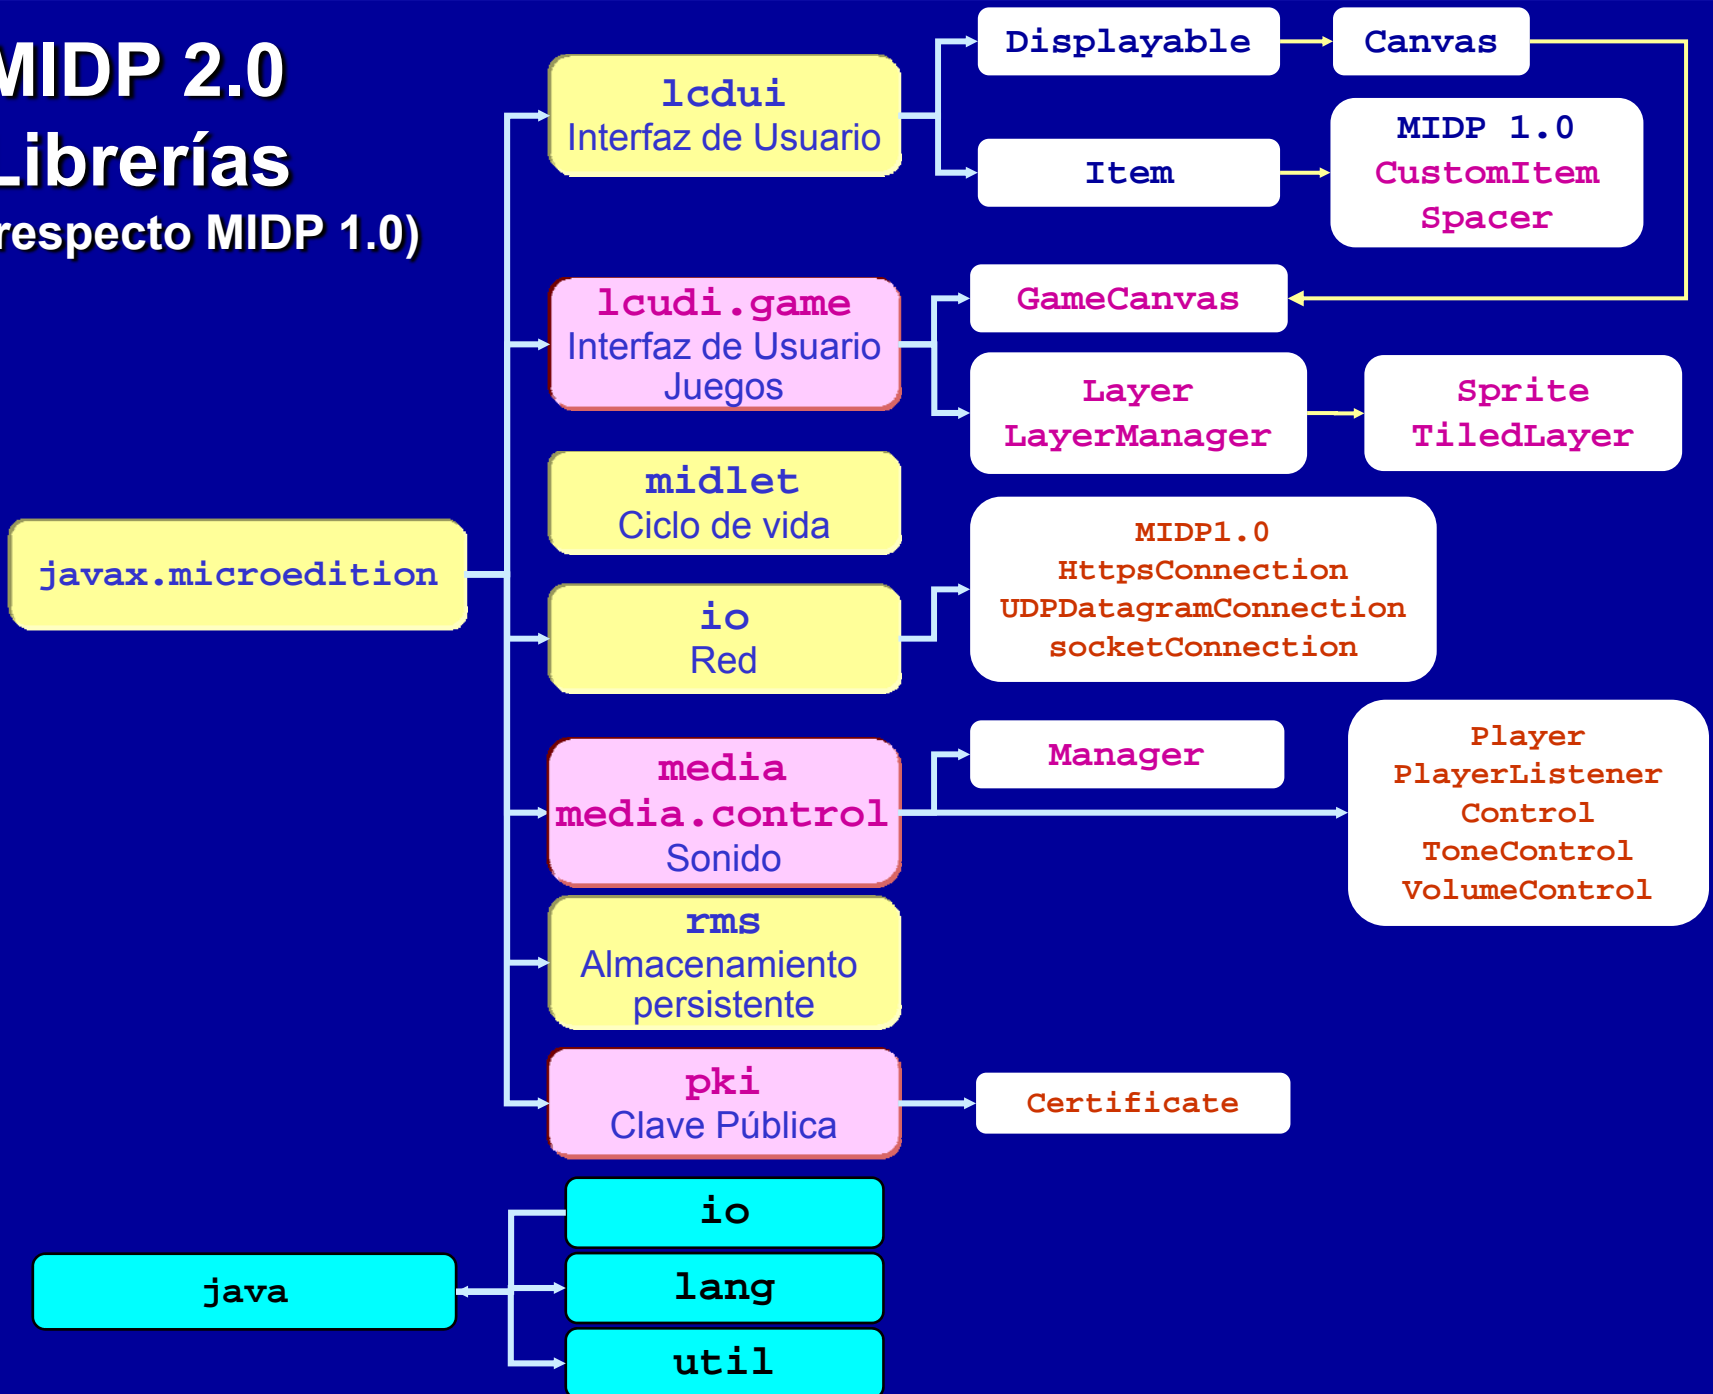 MIDP 2.0
Librerías
respecto MIDP 1.0)
lcdui
Interfaz de Usuario
Displayable
Canvas
Item
MIDP 1.0
CustomItem
Spacer
lcudi.game
Interfaz de Usuario
Juegos
GameCanvas
Layer
LayerManager
Sprite
TiledLayer
midlet
Ciclo de vida
javax.microedition
io
Red
MIDP1.0
HttpsConnection
UDPDatagramConnection
socketConnection
media
media.control
Sonido
Manager
Player
PlayerListener
Control
ToneControl
VolumeControl
rms
Almacenamiento
persistente
pki
Clave Pública
Certificate
java
io
lang
util